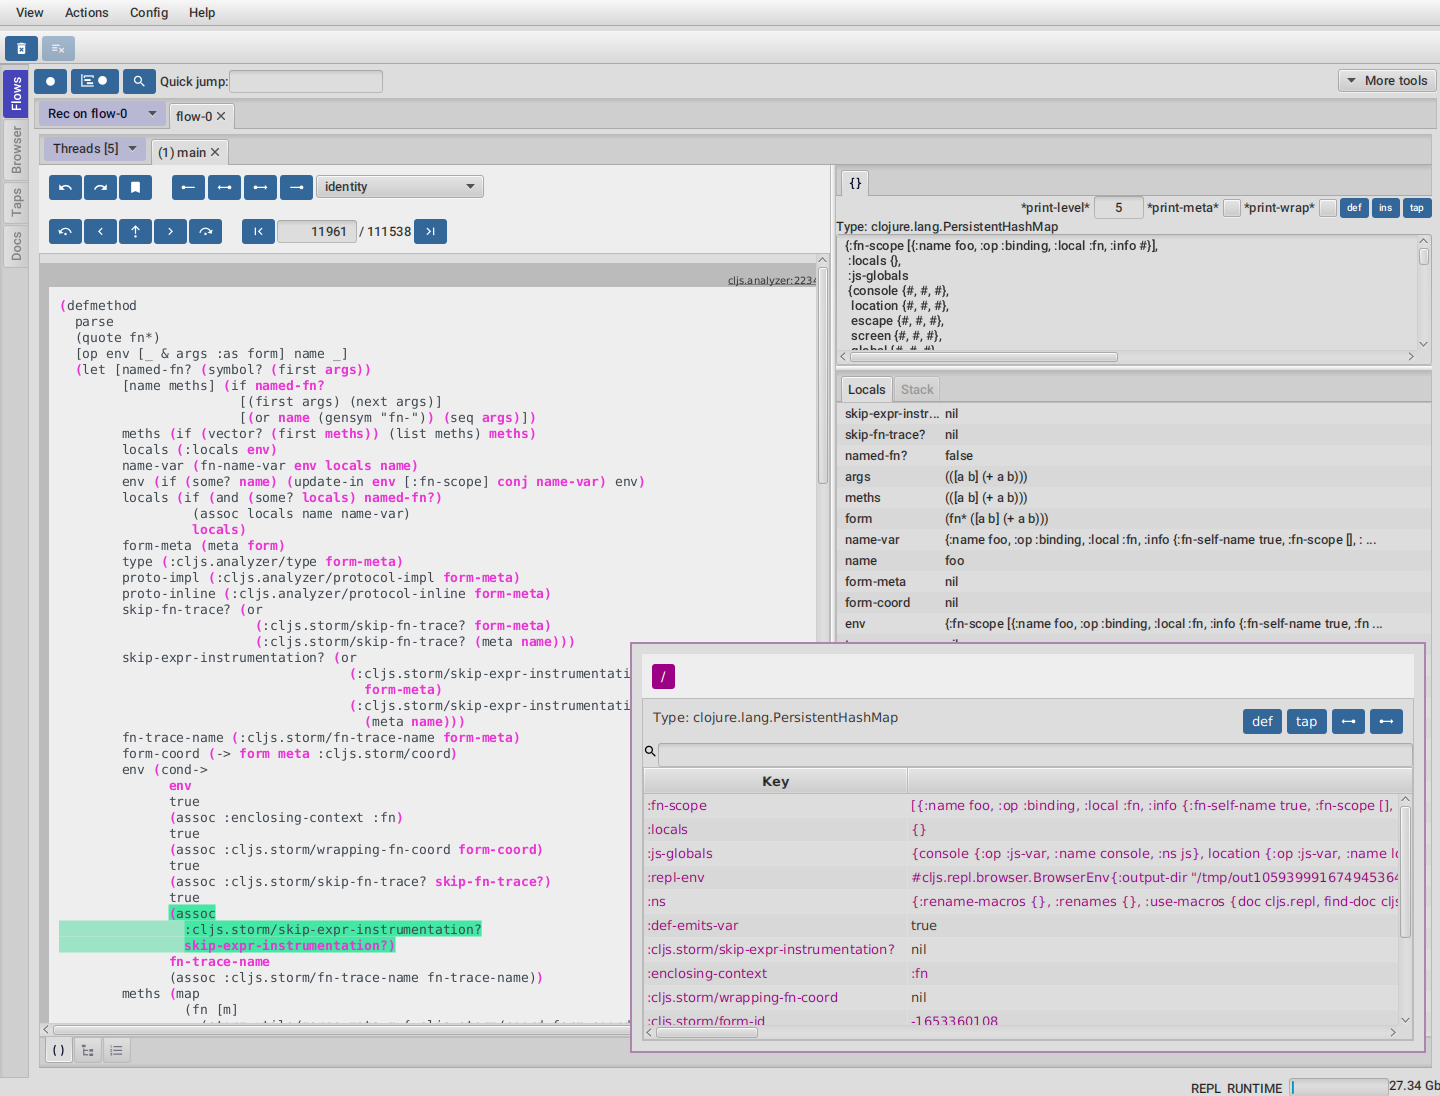 View Actions Config Help
Flows
Browser
Taps
Docs
Quick jump:
More tools
Rec on flow-0
flow-0
Threads [5]
(1) main
identity
11961 / 111538
cljs.analyzer:2234
(defmethod
parse
(quote fn*)
[op env [_ & args :as form] name _]
(let [named-fn? (symbol? (first args))
[name meths] (if named-fn?
[(first args) (next args)]
[(or name (gensym "fn-")) (seq args)])
meths (if (vector? (first meths)) (list meths) meths)
locals (:locals env)
name-var (fn-name-var env locals name)
env (if (some? name) (update-in env [:fn-scope] conj name-var) env)
locals (if (and (some? locals) named-fn?)
(assoc locals name name-var)
locals)
form-meta (meta form)
type (:cljs.analyzer/type form-meta)
proto-impl (:cljs.analyzer/protocol-impl form-meta)
proto-inline (:cljs.analyzer/protocol-inline form-meta)
skip-fn-trace? (or
(:cljs.storm/skip-fn-trace? form-meta)
(:cljs.storm/skip-fn-trace? (meta name)))
skip-expr-instrumentation? (or
(:cljs.storm/skip-expr-instrumentati
form-meta)
(:cljs.storm/skip-expr-instrumentati
(meta name)))
fn-trace-name (:cljs.storm/fn-trace-name form-meta)
form-coord (-> form meta :cljs.storm/coord)
env (cond->
env
true
(assoc :enclosing-context :fn)
true
(assoc :cljs.storm/wrapping-fn-coord form-coord)
true
(assoc :cljs.storm/skip-fn-trace? skip-fn-trace?)
true
(assoc
:cljs.storm/skip-expr-instrumentation?
skip-expr-instrumentation?)
fn-trace-name
(assoc :cljs.storm/fn-trace-name fn-trace-name))
meths (map
(fn [m]
()
{}
*print-level* 5 *print-meta* *print-wrap* def ins tap
Type: clojure.lang.PersistentHashMap
{:fn-scope [{:name foo, :op :binding, :local :fn, :info #}],
:locals {},
:js-globals
{console {#, #, #},
location {#, #, #},
escape {#, #, #},
screen {#, #, #},
global {#, #, #},
Locals Stack
skip-expr-instr... nil
skip-fn-trace? nil
named-fn? false
args (([a b] (+ a b)))
meths (([a b] (+ a b)))
form (fn* ([a b] (+ a b)))
name-var {:name foo, :op :binding, :local :fn, :info {:fn-self-name true, :fn-scope [], : ...
name foo
form-meta nil
form-coord nil
env {:fn-scope [{:name foo, :op :binding, :local :fn, :info {:fn-self-name true, :fn ...
/
Type: clojure.lang.PersistentHashMap
def tap
Key
:fn-scope [{:name foo, :op :binding, :local :fn, :info {:fn-self-name true, :fn-scope [],
:locals {}
:js-globals {console {:op :js-var, :name console, :ns js}, location {:op :js-var, :name lo
:repl-env #cljs.repl.browser.BrowserEnv{:output-dir "/tmp/out1059399916749453​64
:ns {:rename-macros {}, :renames {}, :use-macros {doc cljs.repl, find-doc cljs
:def-emits-var true
:cljs.storm/skip-expr-instrumentation? nil
:enclosing-context :fn
:cljs.storm/wrapping-fn-coord nil
:cljs.storm/form-id -1653360108
REPL RUNTIME 27.34 Gb